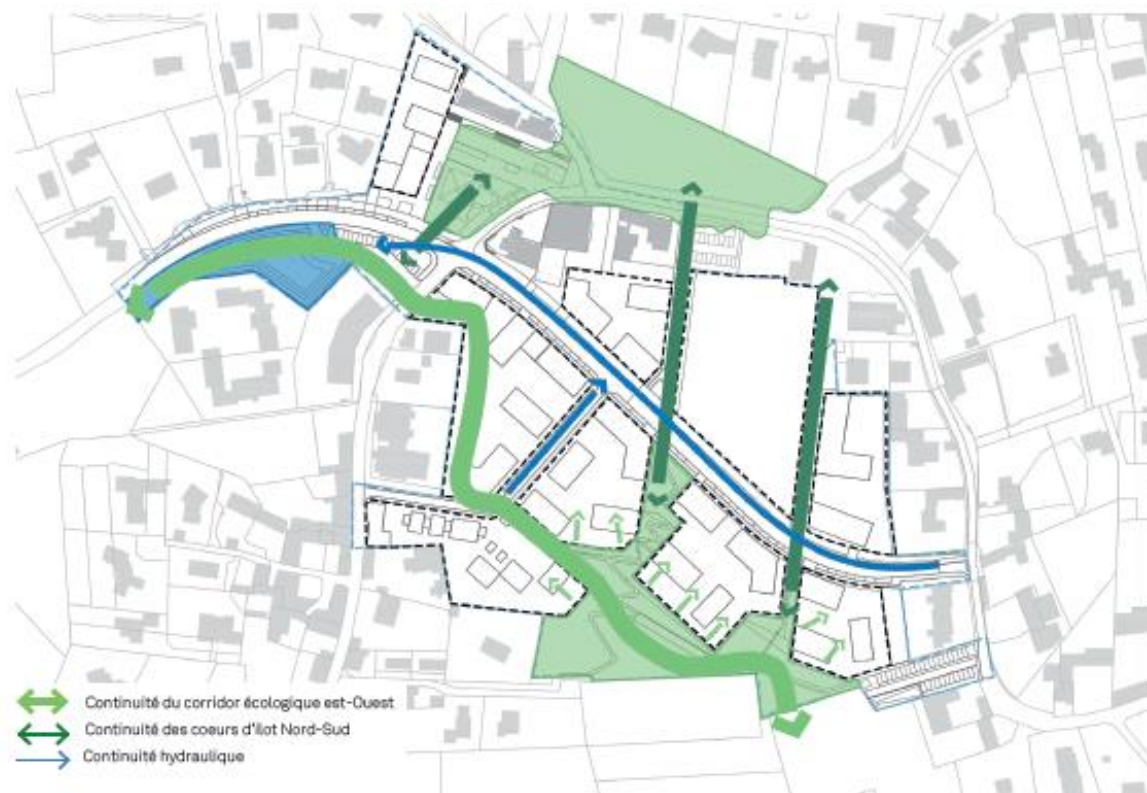 Continuité du corridor écologique est-Ouest
Continuité des coeurs d'îlot Nord-Sud
Continuité hydraulique